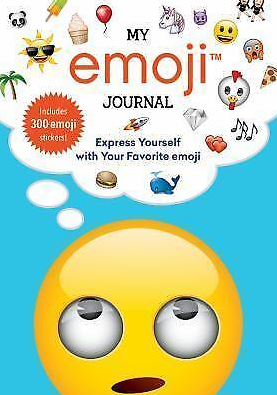 MY
emoji™
JOURNAL
Includes
300 emoji
stickers!
Express Yourself
with Your Favorite emoji